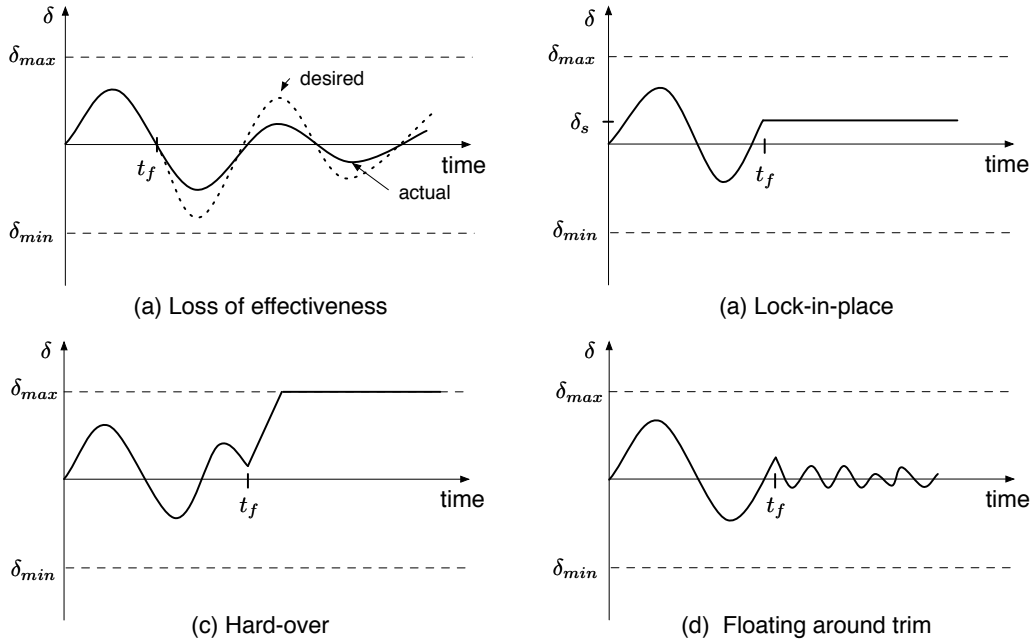 δ
δmax
desired
time
tf
actual
δmin
(a) Loss of effectiveness
δ
δmax
δs
time
tf
δmin
(a) Lock-in-place
δ
δmax
time
tf
δmin
(c) Hard-over
δ
δmax
time
tf
δmin
(d) Floating around trim